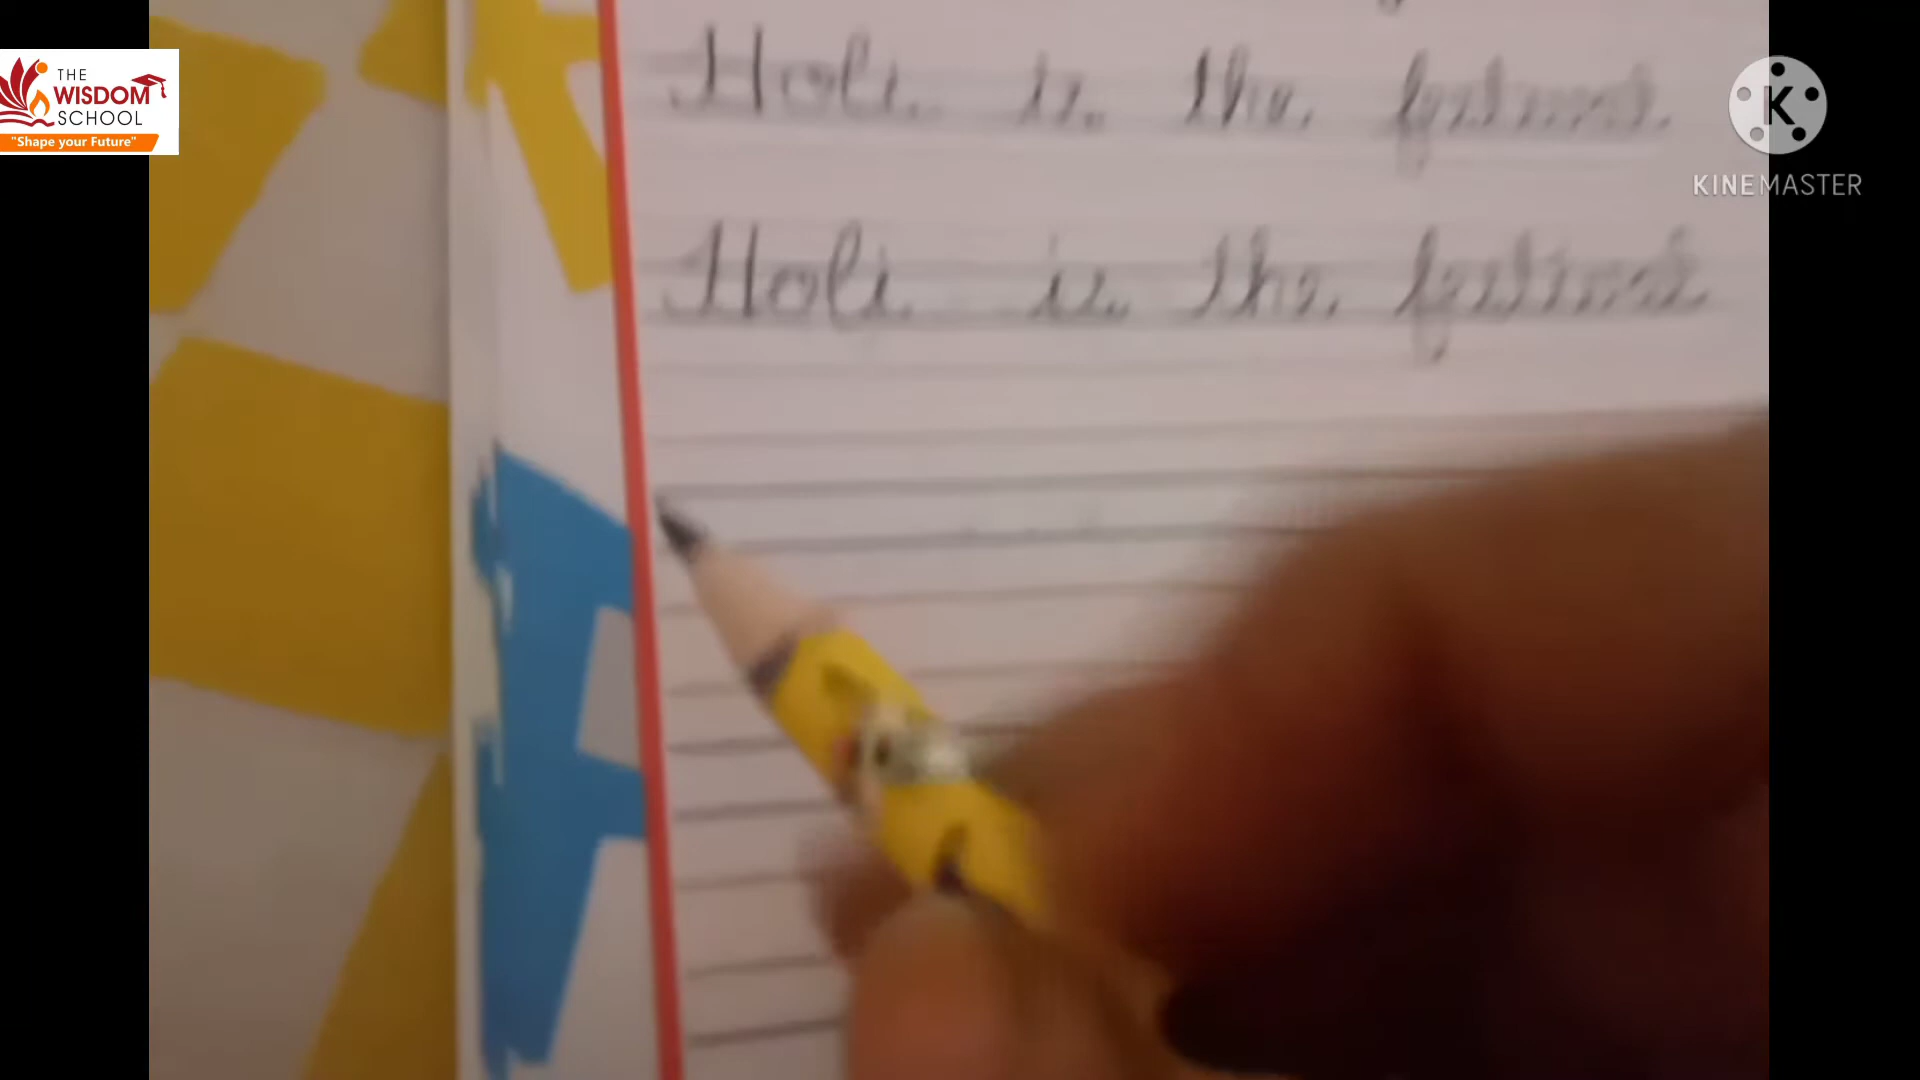 THE
WISDOM
SCHOOL
"Shape your Future"
K
KINEMASTER
Holi is the festival
Holi is the festival